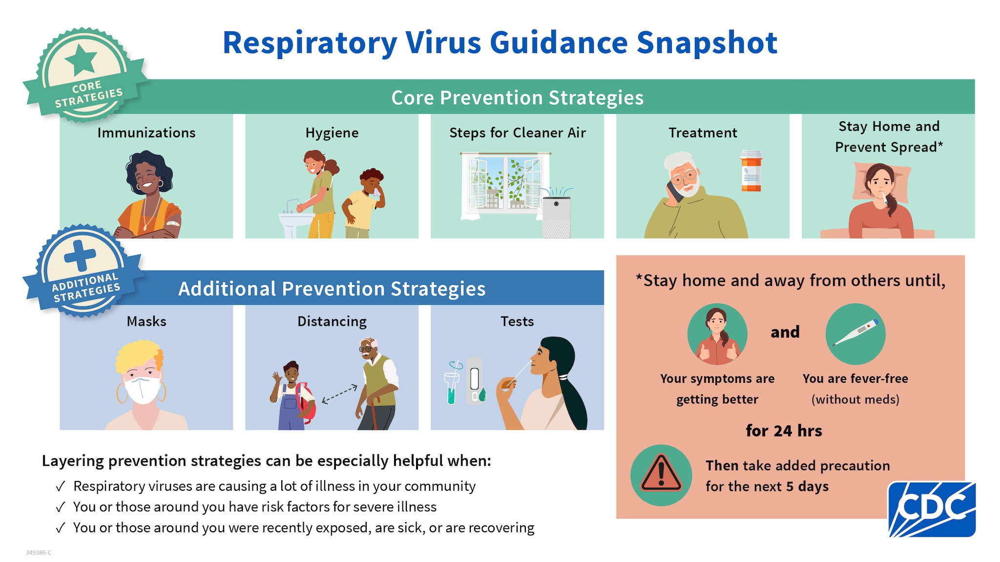 Respiratory Virus Guidance Snapshot
CORE
STRATEGIES
Core Prevention Strategies
Immunizations
Hygiene
Steps for Cleaner Air
Treatment
Rx
Stay Home and
Prevent Spread*
ADDITIONAL
STRATEGIES
Additional Prevention Strategies
Masks
Distancing
Tests
*Stay home and away from others until,
Your symptoms are
getting better
and
You are fever-free
(without meds)
for 24 hrs
Then take added precaution
for the next 5 days
Layering prevention strategies can be especially helpful when:
✓ Respiratory viruses are causing a lot of illness in your community
✓ You or those around you have risk factors for severe illness
✓ You or those around you were recently exposed, are sick, or are recovering
CDC
349386-C